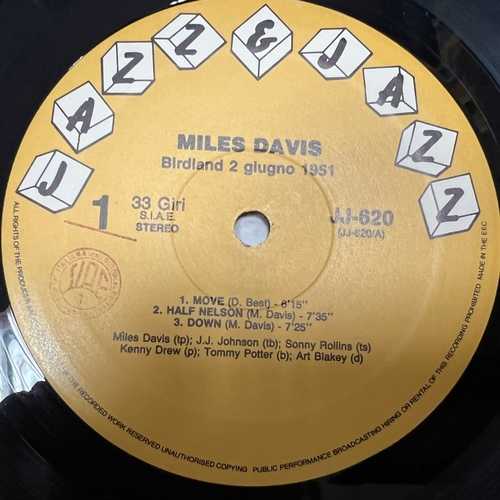 JAZZ & JAZZ
MILES DAVIS
Birdland 2 giugno 1951
1
33 Giri
S.I.A.E.
STEREO
JJ-620
(JJ-620/A)
1. MOVE (D. Best) - 6'15"
2. HALF NELSON (M. Davis) - 7'35"
3. DOWN (M. Davis) - 7'25"
Miles Davis (tp) ; J.J. Johnson (tb) ; Sonny Rollins (ts)
Kenny Drew (p) ; Tommy Potter (b) ; Art Blakey (d)
ALL RIGHTS OF THE PRODUCER
OF THE RECORDED WORK RESERVED UNAUTHORISED COPYING PUBLIC PERFORMANCE BROADCASTING HIRING OR RENTAL OF THIS RECORDING PROHIBITED MADE IN EEC